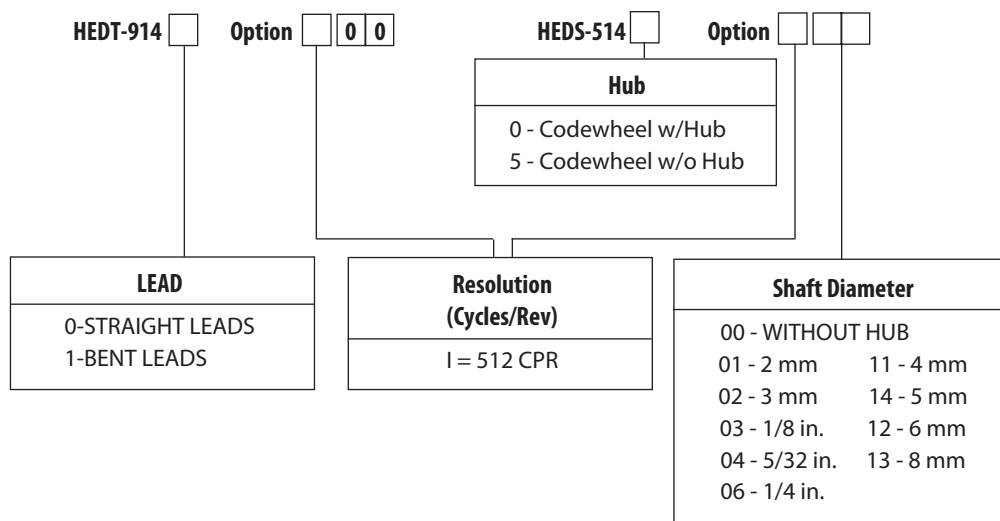 HEDT-914 Option 0 0 HEDS-514 Option
Hub
0 - Codewheel w/Hub
5 - Codewheel w/o Hub
LEAD
0-STRAIGHT LEADS
1-BENT LEADS
Resolution
(Cycles/Rev)
I = 512 CPR
Shaft Diameter
00 - WITHOUT HUB
01 - 2 mm 11 - 4 mm
02 - 3 mm 14 - 5 mm
03 - 1/8 in. 12 - 6 mm
04 - 5/32 in. 13 - 8 mm
06 - 1/4 in.